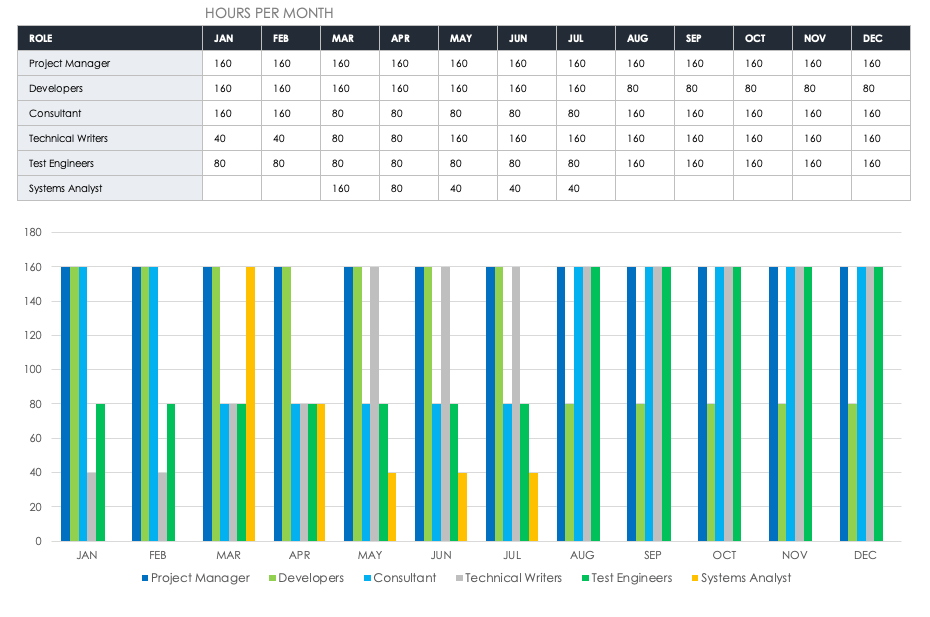 HOURS PER MONTH
ROLE JAN FEB MAR APR MAY JUN JUL AUG SEP OCT NOV DEC
Project Manager 160 160 160 160 160 160 160 160 160 160 160 160
Developers 160 160 160 160 160 160 160 80 80 80 80 80
Consultant 160 160 80 80 80 80 80 160 160 160 160 160
Technical Writers 40 40 80 80 160 160 160 160 160 160 160 160
Test Engineers 80 80 80 80 80 80 80 160 160 160 160 160
Systems Analyst 160 80 40 40 40
180
160
140
120
100
80
60
40
20
0
JAN FEB MAR APR MAY JUN JUL AUG SEP OCT NOV DEC
Project Manager Developers Consultant Technical Writers Test Engineers Systems Analyst